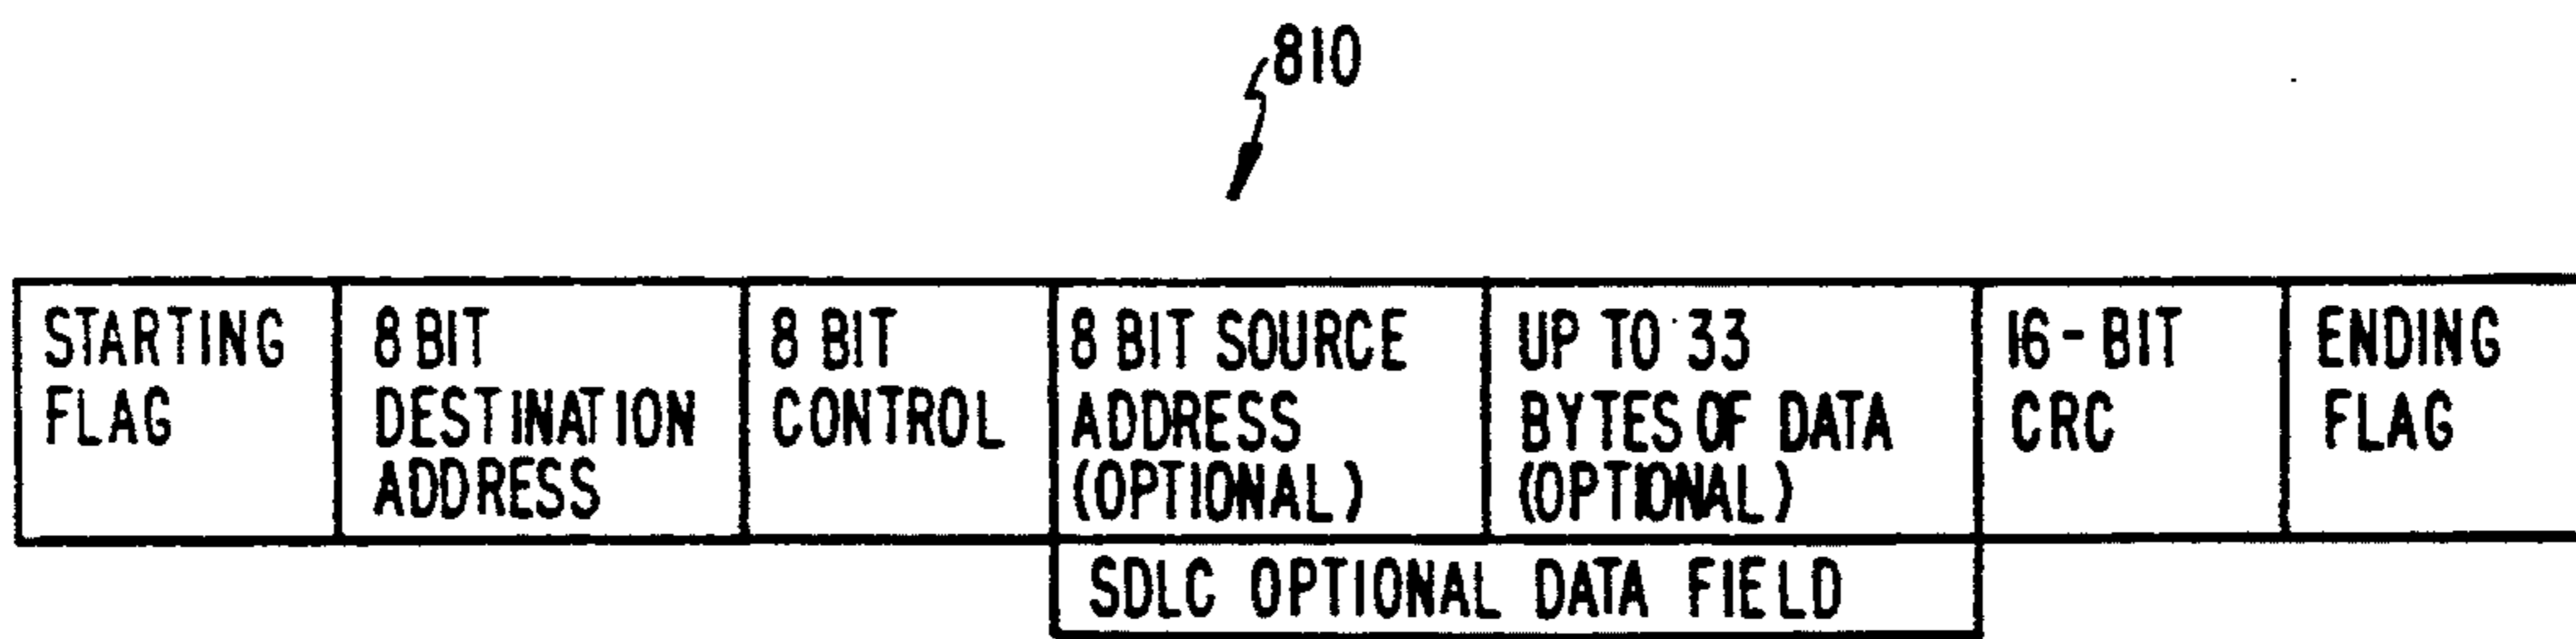 810
STARTING
FLAG
8 BIT
DESTINATION
ADDRESS
8 BIT
CONTROL
8 BIT SOURCE
ADDRESS
(OPTIONAL)
UP TO 33
BYTES OF DATA
(OPTIONAL)
16-BIT
CRC
ENDING
FLAG
SDLC OPTIONAL DATA FIELD